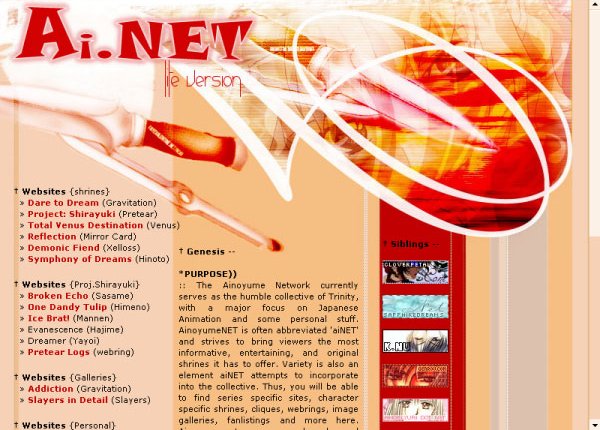 Ai.NET
lite version
† Websites {shrines}
» Dare to Dream (Gravitation)
» Project: Shirayuki (Pretear)
» Total Venus Destination (Venus)
» Reflection (Mirror Card)
» Demonic Fiend (Xelloss)
» Symphony of Dreams (Hinoto)
† Websites {Proj.Shirayuki}
» Broken Echo (Sasame)
» One Dandy Tulip (Himeno)
» Ice Brat! (Mannen)
» Evanescence (Hajime)
» Dreamer (Yayoi)
» Pretear Logs (webring)
† Websites {Galleries}
» Addiction (Gravitation)
» Slayers in Detail (Slayers)
† Websites {Personal}
† Genesis --
*PURPOSE))
:: The Ainoyume Network currently
serves as the humble collective of Trinity,
with a major focus on Japanese
Animation and some personal stuff.
AinoyumeNET is often abbreviated 'aiNET'
and strives to bring viewers the most
informative, entertaining, and original
shrines it has to offer. Variety is also an
element aiNET attempts to incorporate
into the collective. Thus, you will be able
to find series specific sites, character
specific shrines, cliques, webrings, image
galleries, fanlistings and more here.
† Siblings --
CLOVERPETAL
SAPPHIREDREAMS
K.NU